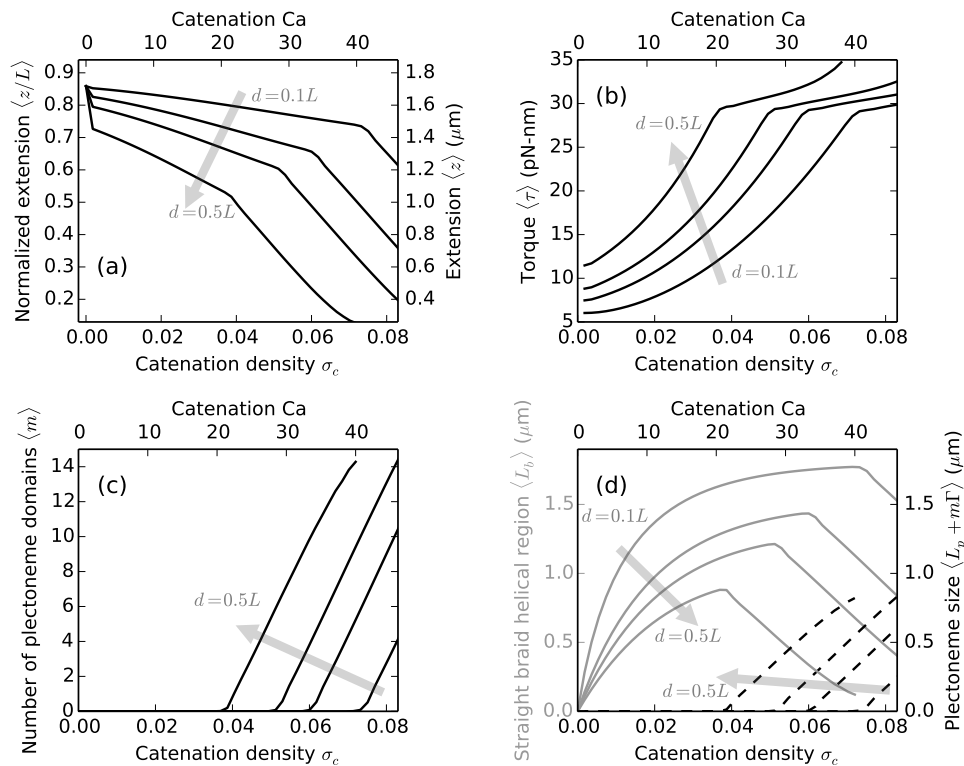 Catenation Ca
0 10 20 30 40
Normalized extension ⟨z/L⟩
0.9
0.8
0.7
0.6
0.5
0.4
0.3
0.2
d=0.1L
d=0.5L
(a)
1.8
1.6
1.4
1.2
1.0
0.8
0.6
0.4
Extension ⟨z⟩ (μm)
0.00 0.02 0.04 0.06 0.08
Catenation density σc
Catenation Ca
0 10 20 30 40
Torque ⟨τ⟩ (pN-nm)
35
30
25
20
15
10
5
(b)
d=0.5L
d=0.1L
0.00 0.02 0.04 0.06 0.08
Catenation density σc
Catenation Ca
0 10 20 30 40
Number of plectoneme domains ⟨m⟩
14
12
10
8
6
4
2
0
(c)
d=0.5L
0.00 0.02 0.04 0.06 0.08
Catenation density σc
Catenation Ca
0 10 20 30 40
Straight braid helical region ⟨Lb⟩ (μm)
1.5
1.0
0.5
0.0
(d)
d=0.1L
d=0.5L
d=0.5L
1.5
1.0
0.5
0.0
Plectoneme size ⟨Lp + mΓ⟩ (μm)
0.00 0.02 0.04 0.06 0.08
Catenation density σc